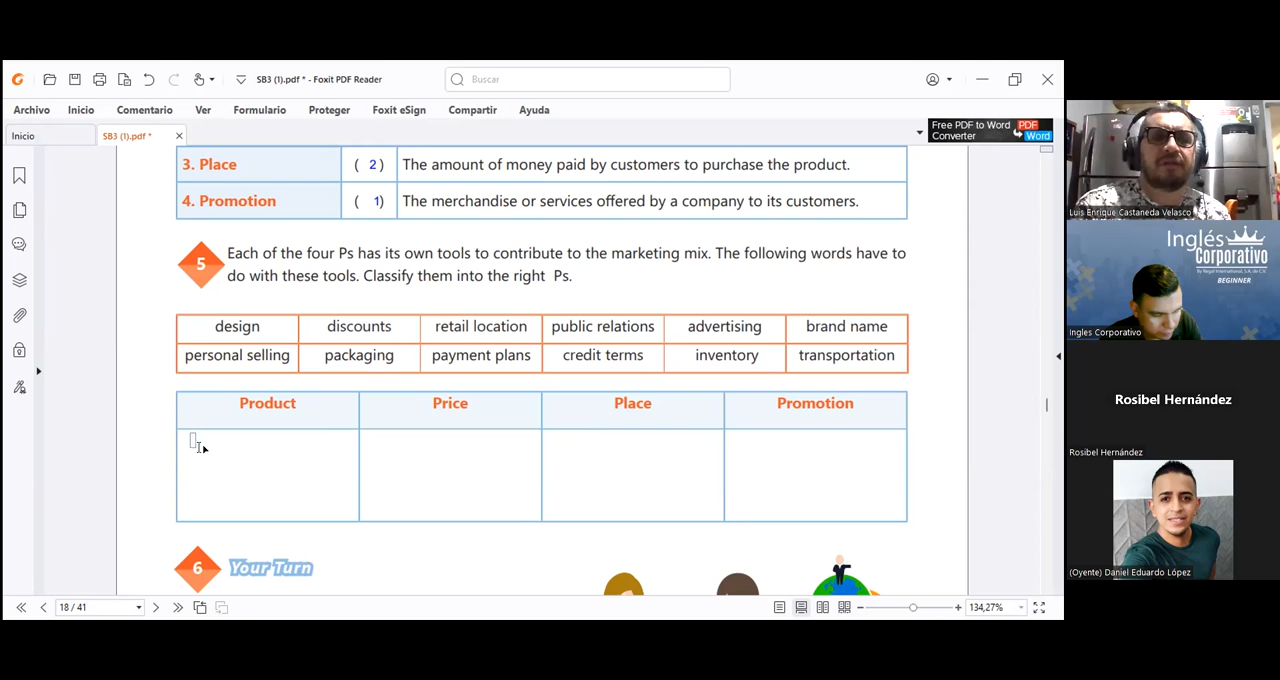 SB3 (1).pdf * - Foxit PDF Reader
Buscar
Archivo Inicio Comentario Ver Formulario Proteger Foxit eSign Compartir Ayuda
Inicio
SB3 (1).pdf *
Free PDF to Word PDF
Converter Word
3. Place ( 2 ) The amount of money paid by customers to purchase the product.
4. Promotion ( 1) The merchandise or services offered by a company to its customers.
5 Each of the four Ps has its own tools to contribute to the marketing mix. The following words have to
do with these tools. Classify them into the right Ps.
design discounts retail location public relations advertising brand name
personal selling packaging payment plans credit terms inventory transportation
Product Price Place Promotion
6 Your Turn
18 / 41
134,27%
Luis Enrique Castaneda Velasco
Inglés
Corporativo
By Regal International, S.A. de C.V.
BEGINNER
Ingles Corporativo
Rosibel Hernández
Rosibel Hernández
(Oyente) Daniel Eduardo López